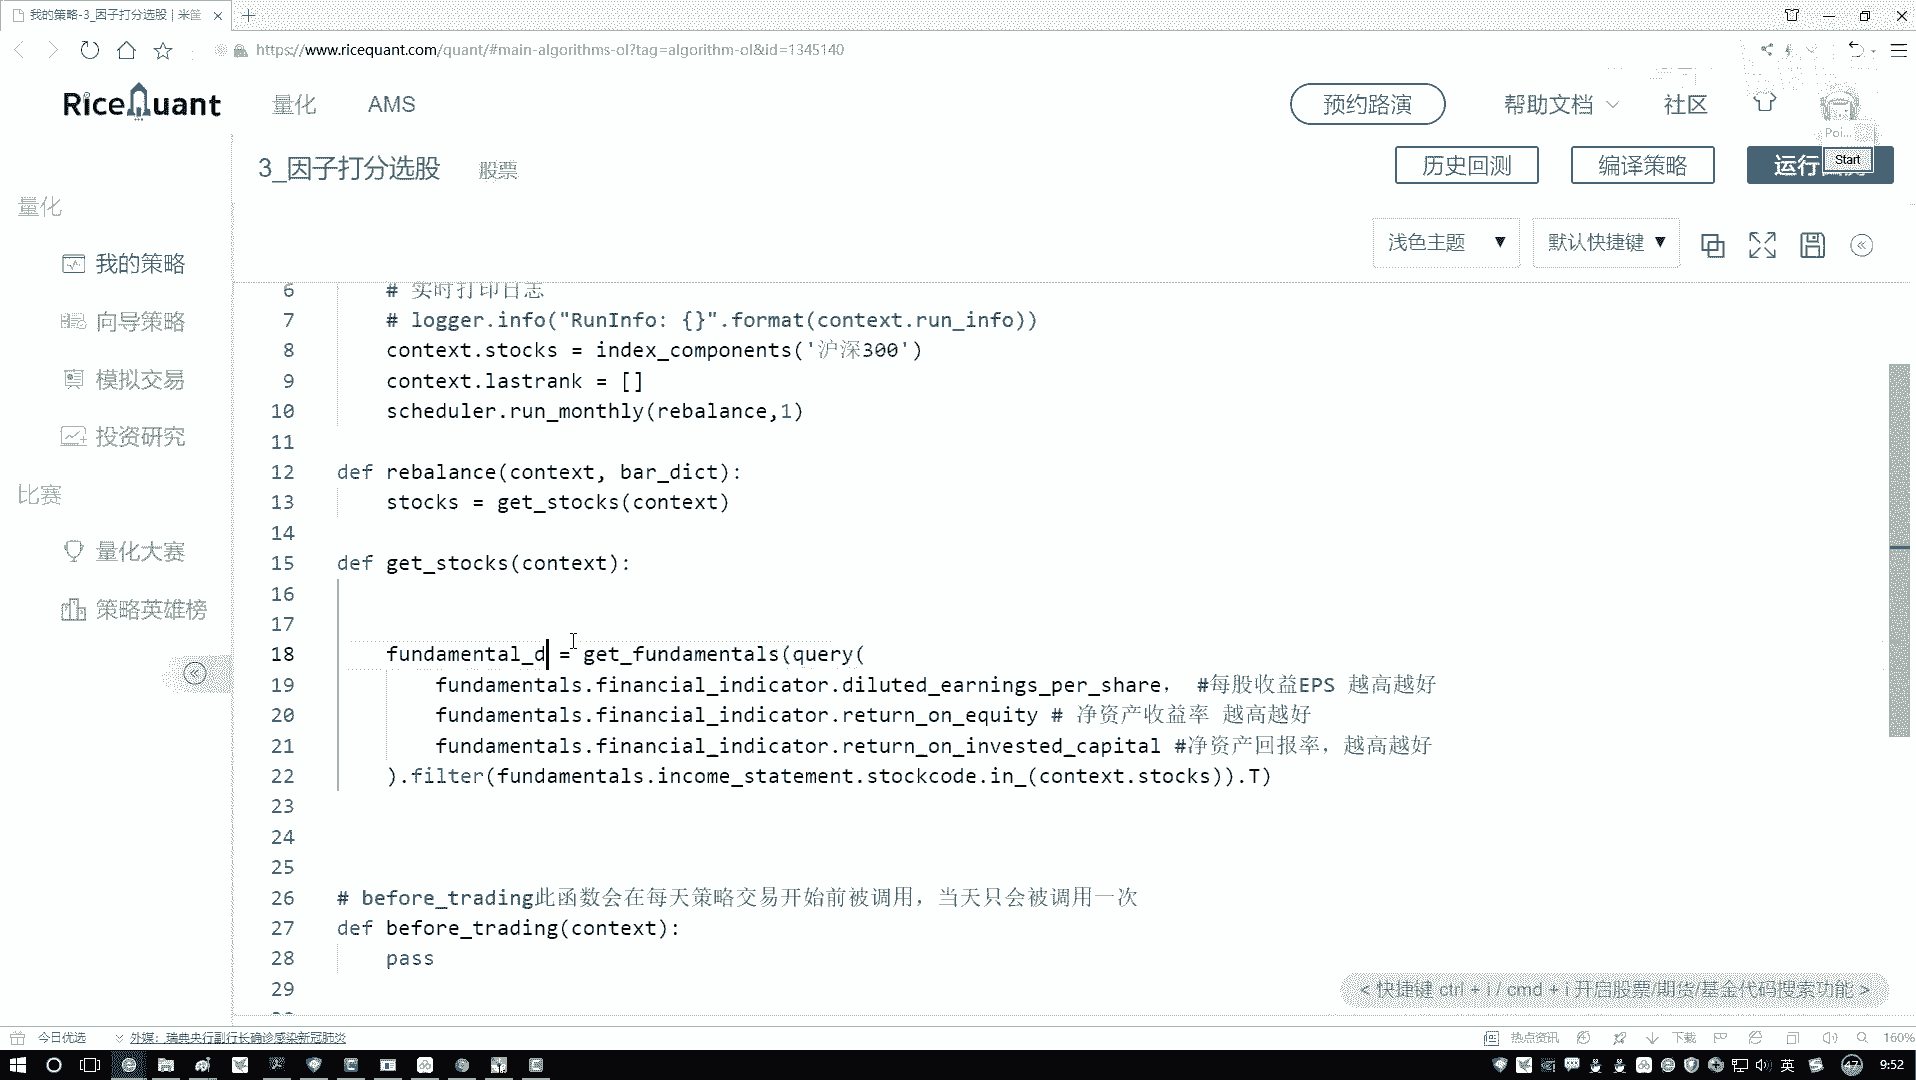 我的策略-3_因子打分选股 | 米筐
https://www.ricequant.com/quant/#main-algorithms-ol?tag=algorithm-ol&id=1345140
RiceQuant 量化 AMS 预约路演 帮助文档 社区
Poi...
Start
3_因子打分选股 股票 历史回测 编译策略 运行
量化
我的策略
向导策略
模拟交易
投资研究
比赛
量化大赛
策略英雄榜
浅色主题 ▼ 默认快捷键 ▼
6 # 实时打印日志
7 # logger.info("RunInfo: {}".format(context.run_info))
8 context.stocks = index_components('沪深300')
9 context.lastrank = []
10 scheduler.run_monthly(rebalance,1)
11
12 def rebalance(context, bar_dict):
13 stocks = get_stocks(context)
14
15 def get_stocks(context):
16
17
18 fundamental_d = get_fundamentals(query(
19 fundamentals.financial_indicator.diluted_earnings_per_share， #每股收益EPS 越高越好
20 fundamentals.financial_indicator.return_on_equity # 净资产收益率 越高越好
21 fundamentals.financial_indicator.return_on_invested_capital #净资产回报率，越高越好
22 ).filter(fundamentals.income_statement.stockcode.in_(context.stocks)).T)
23
24
25
26 # before_trading此函数会在每天策略交易开始前被调用，当天只会被调用一次
27 def before_trading(context):
28 pass
29
< 快捷键 ctrl + i / cmd + i 开启股票/期货/基金代码搜索功能 >
今日优选 外媒：瑞典央行副行长确诊感染新冠肺炎 热点资讯 下载 160%
47 英 9:52